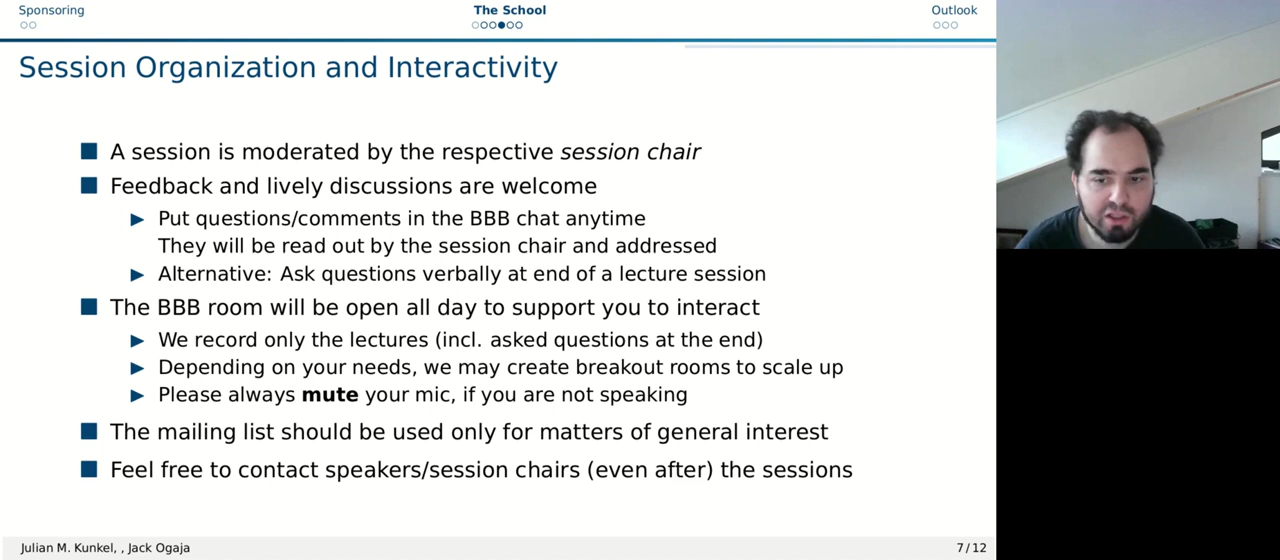 Sponsoring
The School
Outlook
Session Organization and Interactivity
A session is moderated by the respective session chair
Feedback and lively discussions are welcome
Put questions/comments in the BBB chat anytime
They will be read out by the session chair and addressed
Alternative: Ask questions verbally at end of a lecture session
The BBB room will be open all day to support you to interact
We record only the lectures (incl. asked questions at the end)
Depending on your needs, we may create breakout rooms to scale up
Please always mute your mic, if you are not speaking
The mailing list should be used only for matters of general interest
Feel free to contact speakers/session chairs (even after) the sessions
Julian M. Kunkel, , Jack Ogaja
7/12